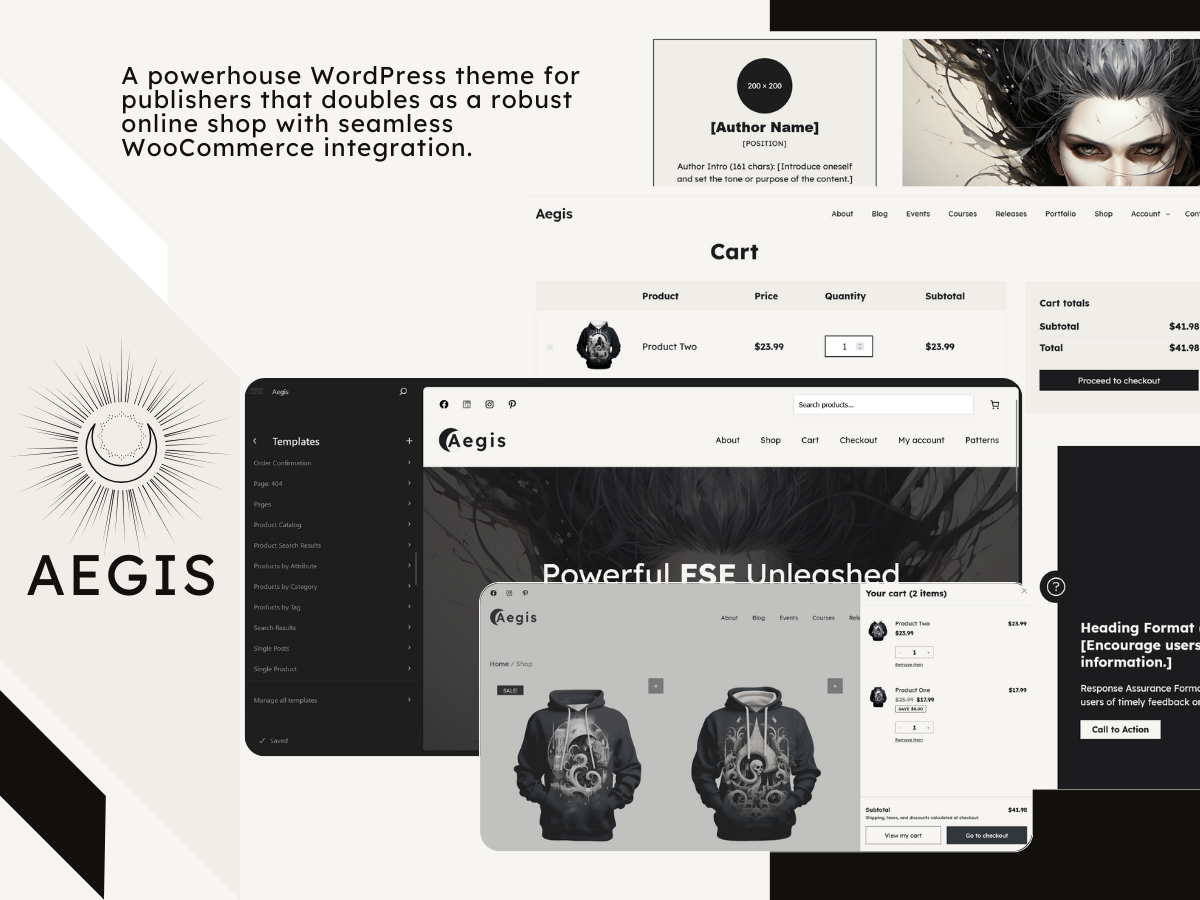 A powerhouse WordPress theme for
publishers that doubles as a robust
online shop with seamless
WooCommerce integration.
200 × 200
[Author Name]
[POSITION]
Author Intro (161 chars): [Introduce oneself
and set the tone or purpose of the content.]
Aegis
About Blog Events Courses Releases Portfolio Shop Account Con
Cart
Product Price Quantity Subtotal
Product Two $23.99 1 $23.99
Cart totals
Subtotal $41.98
Total $41.98
Proceed to checkout
AEGIS
Aegis
Templates
Order Confirmation
Page: 404
Pages
Product Catalog
Product Search Results
Products by Attribute
Products by Category
Products by Tag
Search Results
Single Posts
Single Product
Manage all templates
Saved
Search products...
Aegis
About Shop Cart Checkout My account Patterns
Powerful FSE Unleashed
Aegis
About Blog Events Courses Rele
Home / Shop
SALE!
Your cart (2 items)
Product Two $23.99
$23.99
- 1 +
Remove item
Product One $17.99
$25.99 $17.99
SAVE $8.00
- 1 +
Remove item
Subtotal $41.98
Shipping, taxes, and discounts calculated at checkout.
View my cart Go to checkout
?
Heading Format
[Encourage users
information.]
Response Assurance Forma
users of timely feedback or
Call to Action